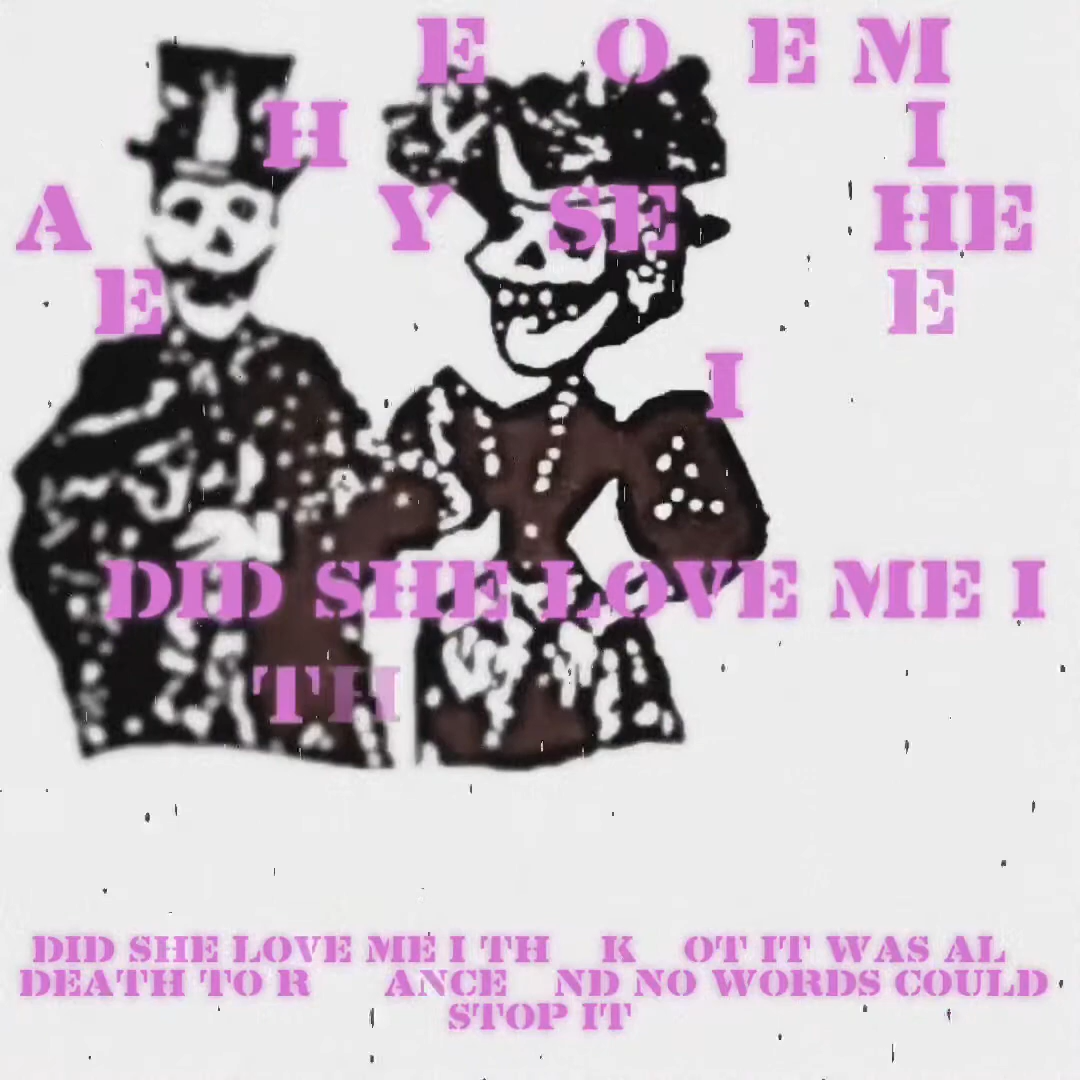 E O E M
H I
A Y SE HE
E E
I
DID SHE LOVE ME I
TH
DID SHE LOVE ME I TH K OT IT WAS AL
DEATH TO R ANCE ND NO WORDS COULD
STOP IT